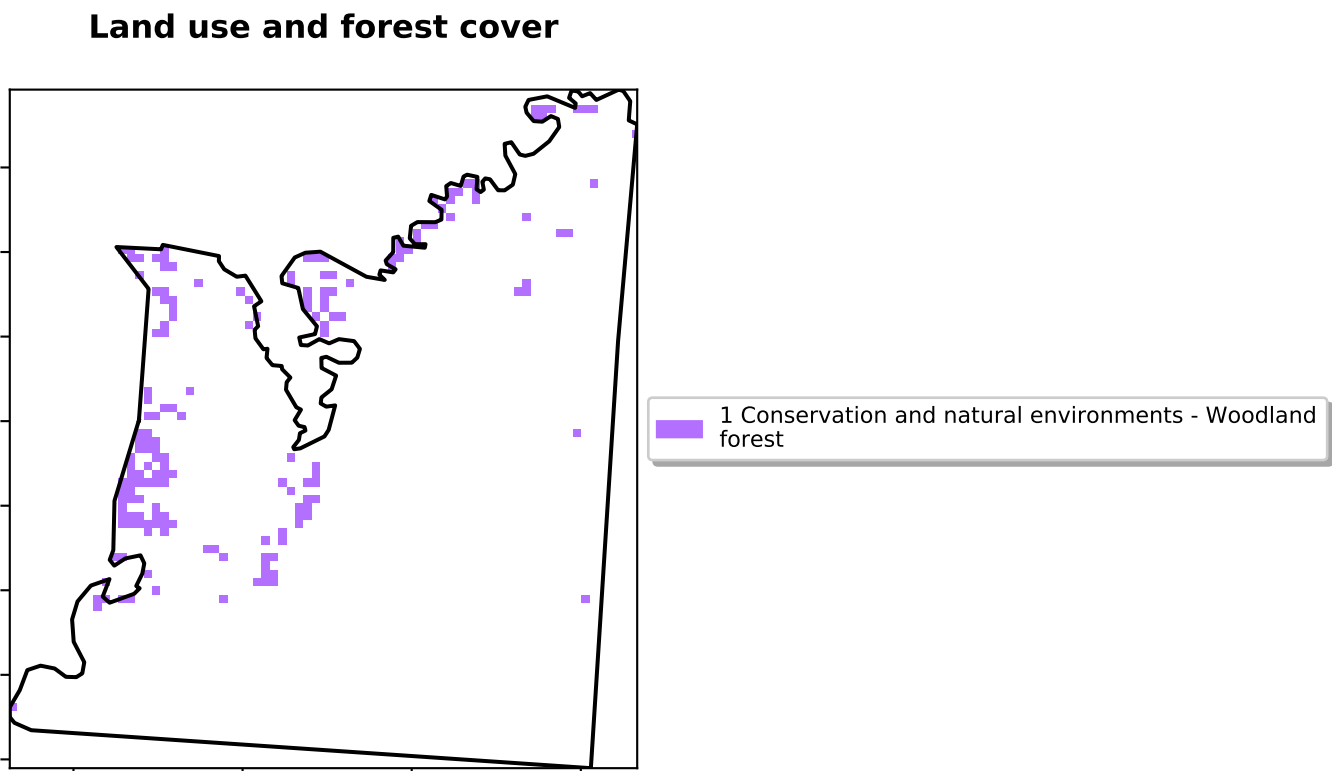 Land use and forest cover
1 Conservation and natural environments - Woodland
forest